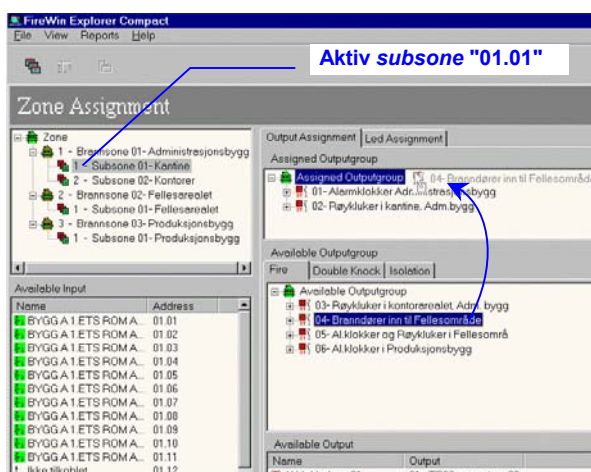 FireWin Explorer Compact
File View Reports Help
Aktiv subsone "01.01"
Zone Assignment
Zone
1 - Brannsone 01-Administrasjonsbygg
1 - Subsone 01-Kantine
2 - Subsone 02-Kontorer
2 - Brannsone 02-Fellesarealet
1 - Subsone 01-Fellesarealet
3 - Brannsone 03-Produksjonsbygg
1 - Subsone 01-Produksjonsbygg
Output Assignment Led Assignment
Assigned Outputgroup
Assigned Outputgroup 04- Branndører inn til Fellesområd
01- Alarmklokker Adr. istrasjonsbygg
02- Røykluker i kantine. Adm.bygg
Available Outputgroup
Fire Double Knock Isolation
Available Outputgroup
03- Røykluker i kontorarealet, Adm. bygg
04- Branndører inn til Fellesområde
05- Al.klokker og Røykluker i Fellesområ
06- Al.klokker i Produksjonsbygg
Available Input
Name Address
BYGG A 1.ETS ROM A... 01.01
BYGG A 1.ETS ROM A... 01.02
BYGG A 1.ETS ROM A... 01.03
BYGG A 1.ETS ROM A... 01.04
BYGG A 1.ETS ROM A... 01.05
BYGG A 1.ETS ROM A... 01.06
BYGG A 1.ETS ROM A... 01.07
BYGG A 1.ETS ROM A... 01.08
BYGG A 1.ETS ROM A... 01.09
BYGG A 1.ETS ROM A... 01.10
BYGG A 1.ETS ROM A... 01.11
Ikke tilkoblet 01.12
Available Output
Name Output